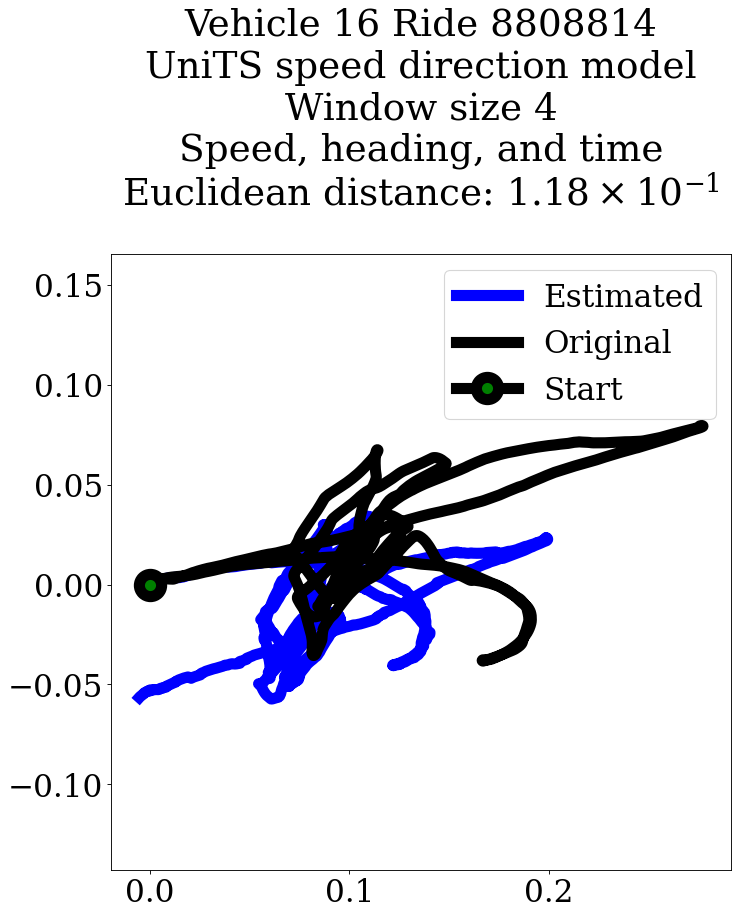 Vehicle 16 Ride 8808814
UniTS speed direction model
Window size 4
Speed, heading, and time
Euclidean distance: 1.18 × 10⁻¹
Estimated
Original
Start
0.15
0.10
0.05
0.00
−0.05
−0.10
0.0
0.1
0.2